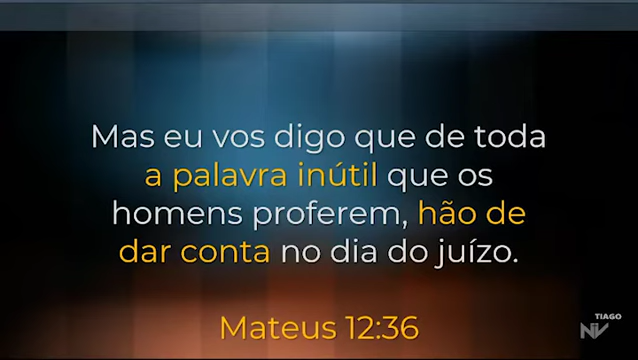 Mas eu vos digo que de toda
a palavra inútil que os
homens proferem, hão de
dar conta no dia do juízo.
Mateus 12:36
TIAGO